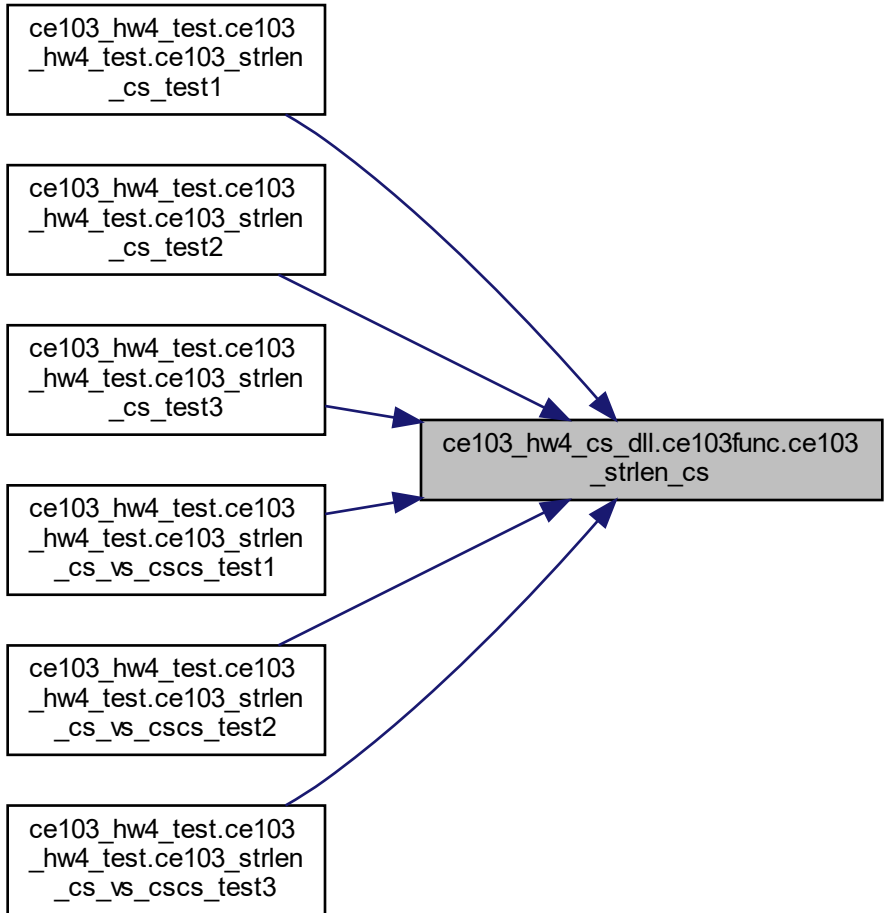 ce103_hw4_test.ce103
_hw4_test.ce103_strlen
_cs_test1
ce103_hw4_test.ce103
_hw4_test.ce103_strlen
_cs_test2
ce103_hw4_test.ce103
_hw4_test.ce103_strlen
_cs_test3
ce103_hw4_cs_dll.ce103func.ce103
_strlen_cs
ce103_hw4_test.ce103
_hw4_test.ce103_strlen
_cs_vs_cscs_test1
ce103_hw4_test.ce103
_hw4_test.ce103_strlen
_cs_vs_cscs_test2
ce103_hw4_test.ce103
_hw4_test.ce103_strlen
_cs_vs_cscs_test3